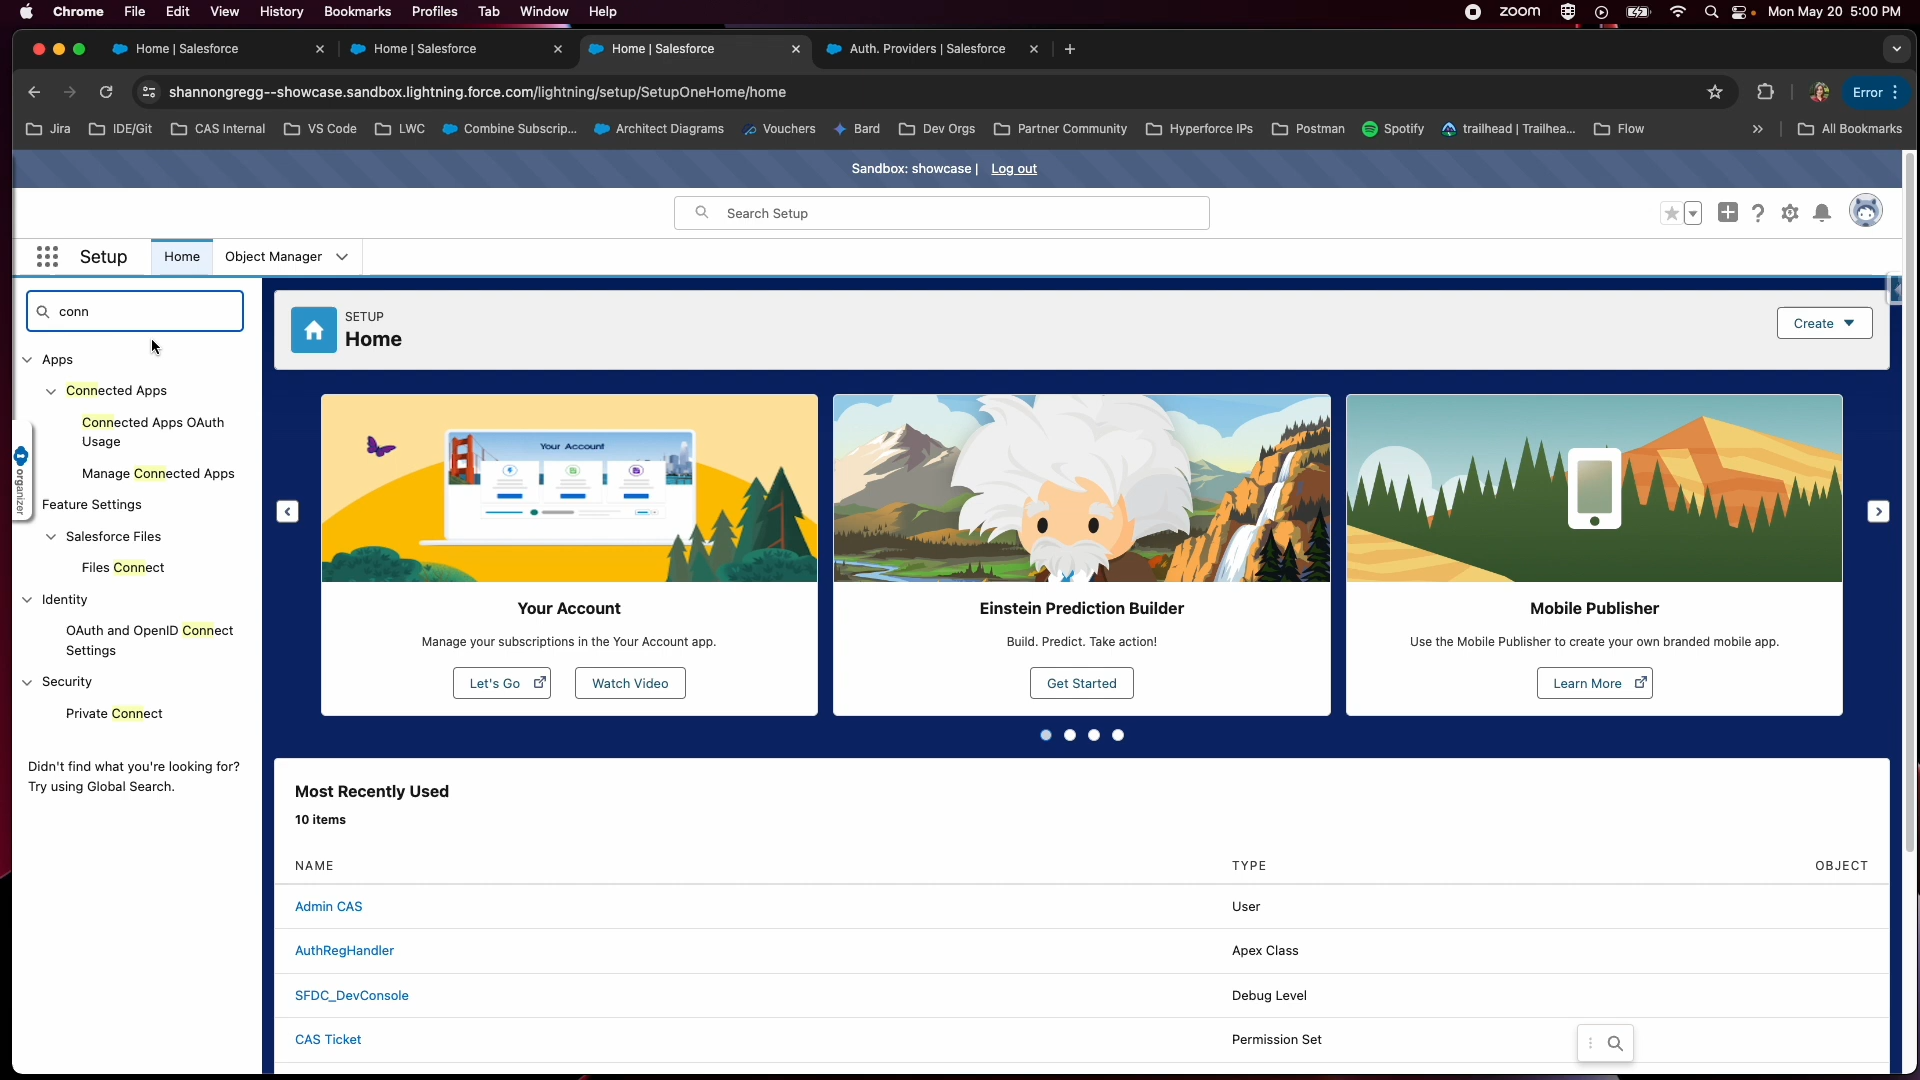 Chrome File Edit View History Bookmarks Profiles Tab Window Help zoom Mon May 20 5:00 PM
Home | Salesforce Home | Salesforce Home | Salesforce Auth. Providers | Salesforce
shannongregg--showcase.sandbox.lightning.force.com/lightning/setup/SetupOneHome/home Error
Jira IDE/Git CAS Internal VS Code LWC Combine Subscrip... Architect Diagrams Vouchers Bard Dev Orgs Partner Community Hyperforce IPs Postman Spotify trailhead | Trailhea... Flow » All Bookmarks
Sandbox: showcase | Log out
Search Setup
Setup Home Object Manager
conn
Apps
Connected Apps
Connected Apps OAuth
Usage
Manage Connected Apps
Feature Settings
Salesforce Files
Files Connect
Identity
OAuth and OpenID Connect
Settings
Security
Private Connect
Didn't find what you're looking for?
Try using Global Search.
organizer
SETUP
Home
Create
Your Account
Your Account
Manage your subscriptions in the Your Account app.
Let's Go Watch Video
Einstein Prediction Builder
Build. Predict. Take action!
Get Started
Mobile Publisher
Use the Mobile Publisher to create your own branded mobile app.
Learn More
Most Recently Used
10 items
NAME TYPE OBJECT
Admin CAS User
AuthRegHandler Apex Class
SFDC_DevConsole Debug Level
CAS Ticket Permission Set